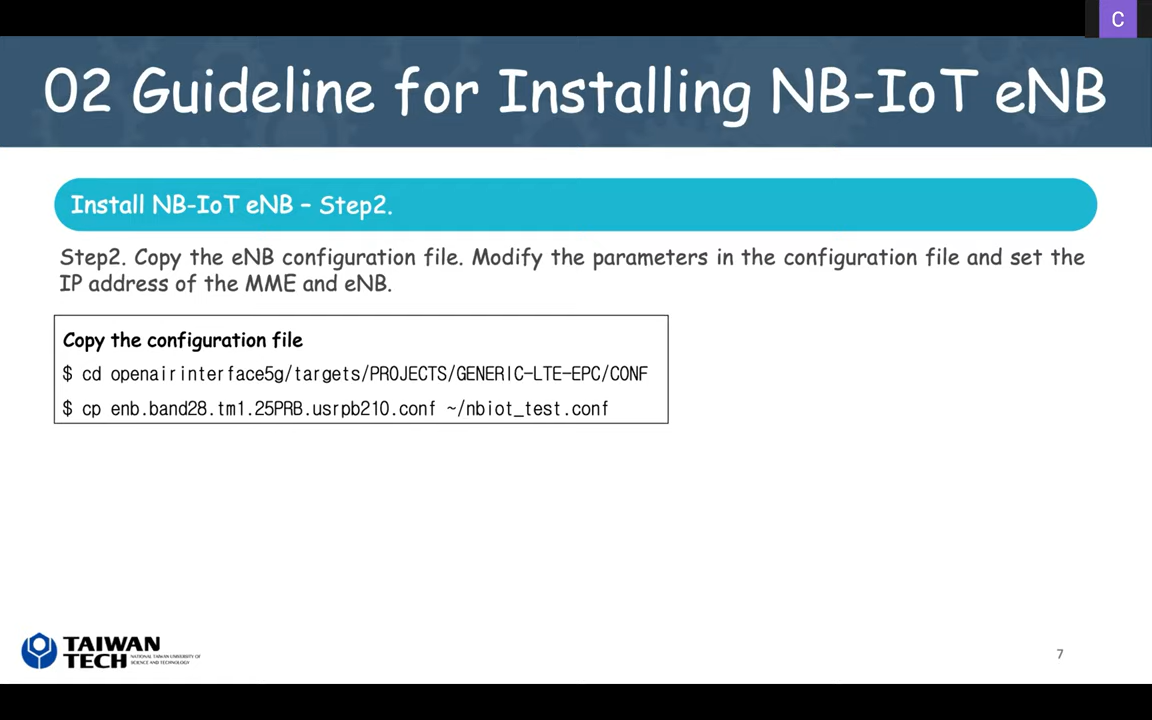 C
02 Guideline for Installing NB-IoT eNB
Install NB-IoT eNB – Step2.
Step2. Copy the eNB configuration file. Modify the parameters in the configuration file and set the
IP address of the MME and eNB.
Copy the configuration file
$ cd openairinterface5g/targets/PROJECTS/GENERIC-LTE-EPC/CONF
$ cp enb.band28.tm1.25PRB.usrpb210.conf ~/nbiot_test.conf
TAIWAN
TECH
NATIONAL TAIWAN UNIVERSITY OF
SCIENCE AND TECHNOLOGY
7